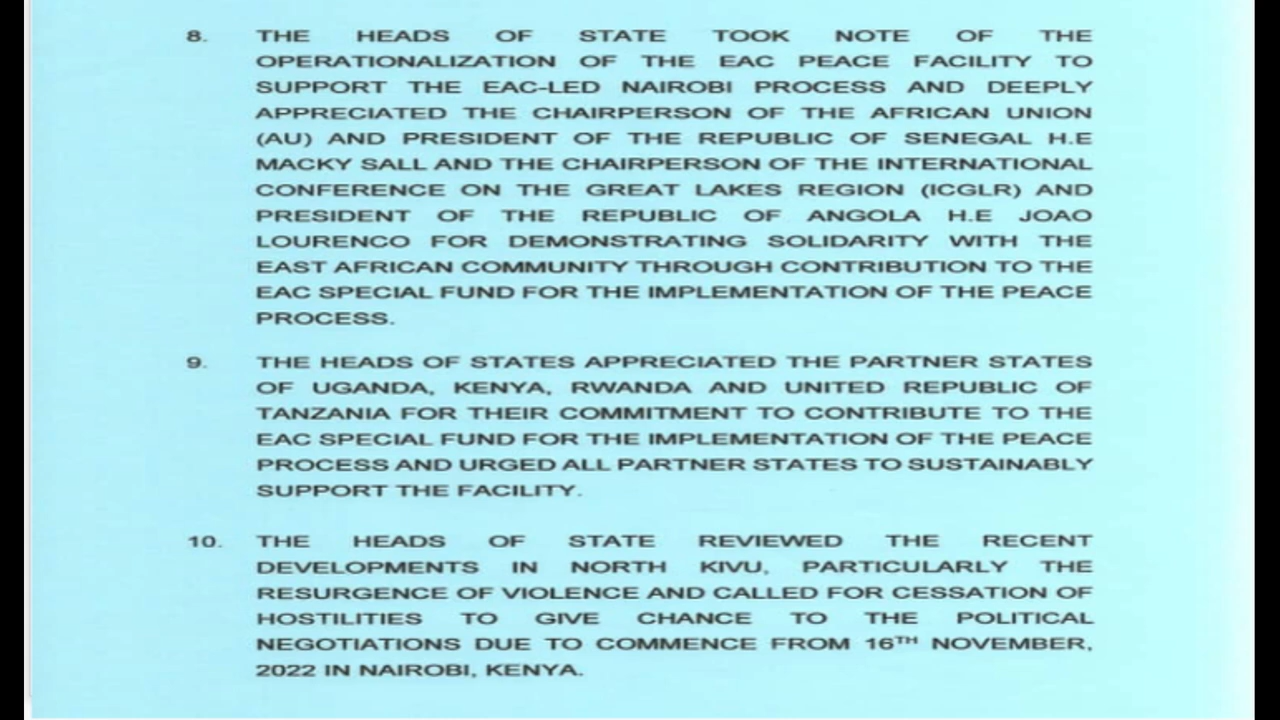 8. THE HEADS OF STATE TOOK NOTE OF THE
OPERATIONALIZATION OF THE EAC PEACE FACILITY TO
SUPPORT THE EAC-LED NAIROBI PROCESS AND DEEPLY
APPRECIATED THE CHAIRPERSON OF THE AFRICAN UNION
(AU) AND PRESIDENT OF THE REPUBLIC OF SENEGAL H.E
MACKY SALL AND THE CHAIRPERSON OF THE INTERNATIONAL
CONFERENCE ON THE GREAT LAKES REGION (ICGLR) AND
PRESIDENT OF THE REPUBLIC OF ANGOLA H.E JOAO
LOURENCO FOR DEMONSTRATING SOLIDARITY WITH THE
EAST AFRICAN COMMUNITY THROUGH CONTRIBUTION TO THE
EAC SPECIAL FUND FOR THE IMPLEMENTATION OF THE PEACE
PROCESS.
9. THE HEADS OF STATES APPRECIATED THE PARTNER STATES
OF UGANDA, KENYA, RWANDA AND UNITED REPUBLIC OF
TANZANIA FOR THEIR COMMITMENT TO CONTRIBUTE TO THE
EAC SPECIAL FUND FOR THE IMPLEMENTATION OF THE PEACE
PROCESS AND URGED ALL PARTNER STATES TO SUSTAINABLY
SUPPORT THE FACILITY.
10. THE HEADS OF STATE REVIEWED THE RECENT
DEVELOPMENTS IN NORTH KIVU, PARTICULARLY THE
RESURGENCE OF VIOLENCE AND CALLED FOR CESSATION OF
HOSTILITIES TO GIVE CHANCE TO THE POLITICAL
NEGOTIATIONS DUE TO COMMENCE FROM 16TH NOVEMBER,
2022 IN NAIROBI, KENYA.